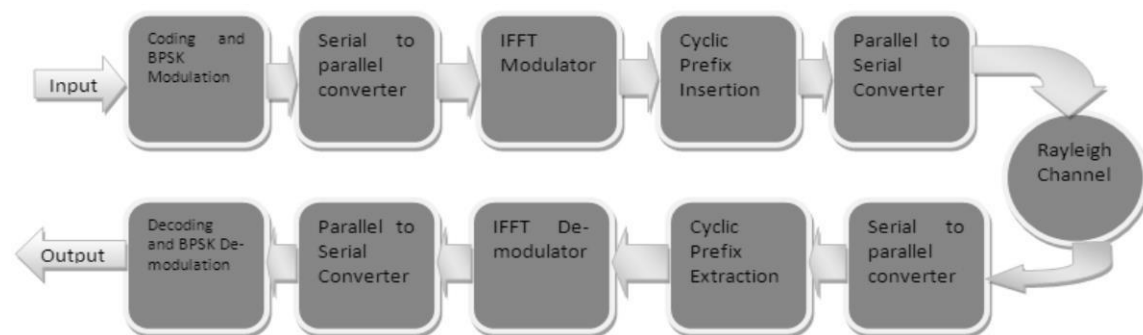 Input
Coding and
BPSK
Modulation
Serial to
parallel
converter
IFFT
Modulator
Cyclic
Prefix
Insertion
Parallel to
Serial
Converter
Rayleigh
Channel
Serial to
parallel
converter
Cyclic
Prefix
Extraction
IFFT De-
modulator
Parallel to
Serial
Converter
Decoding
and BPSK De-
modulation
Output